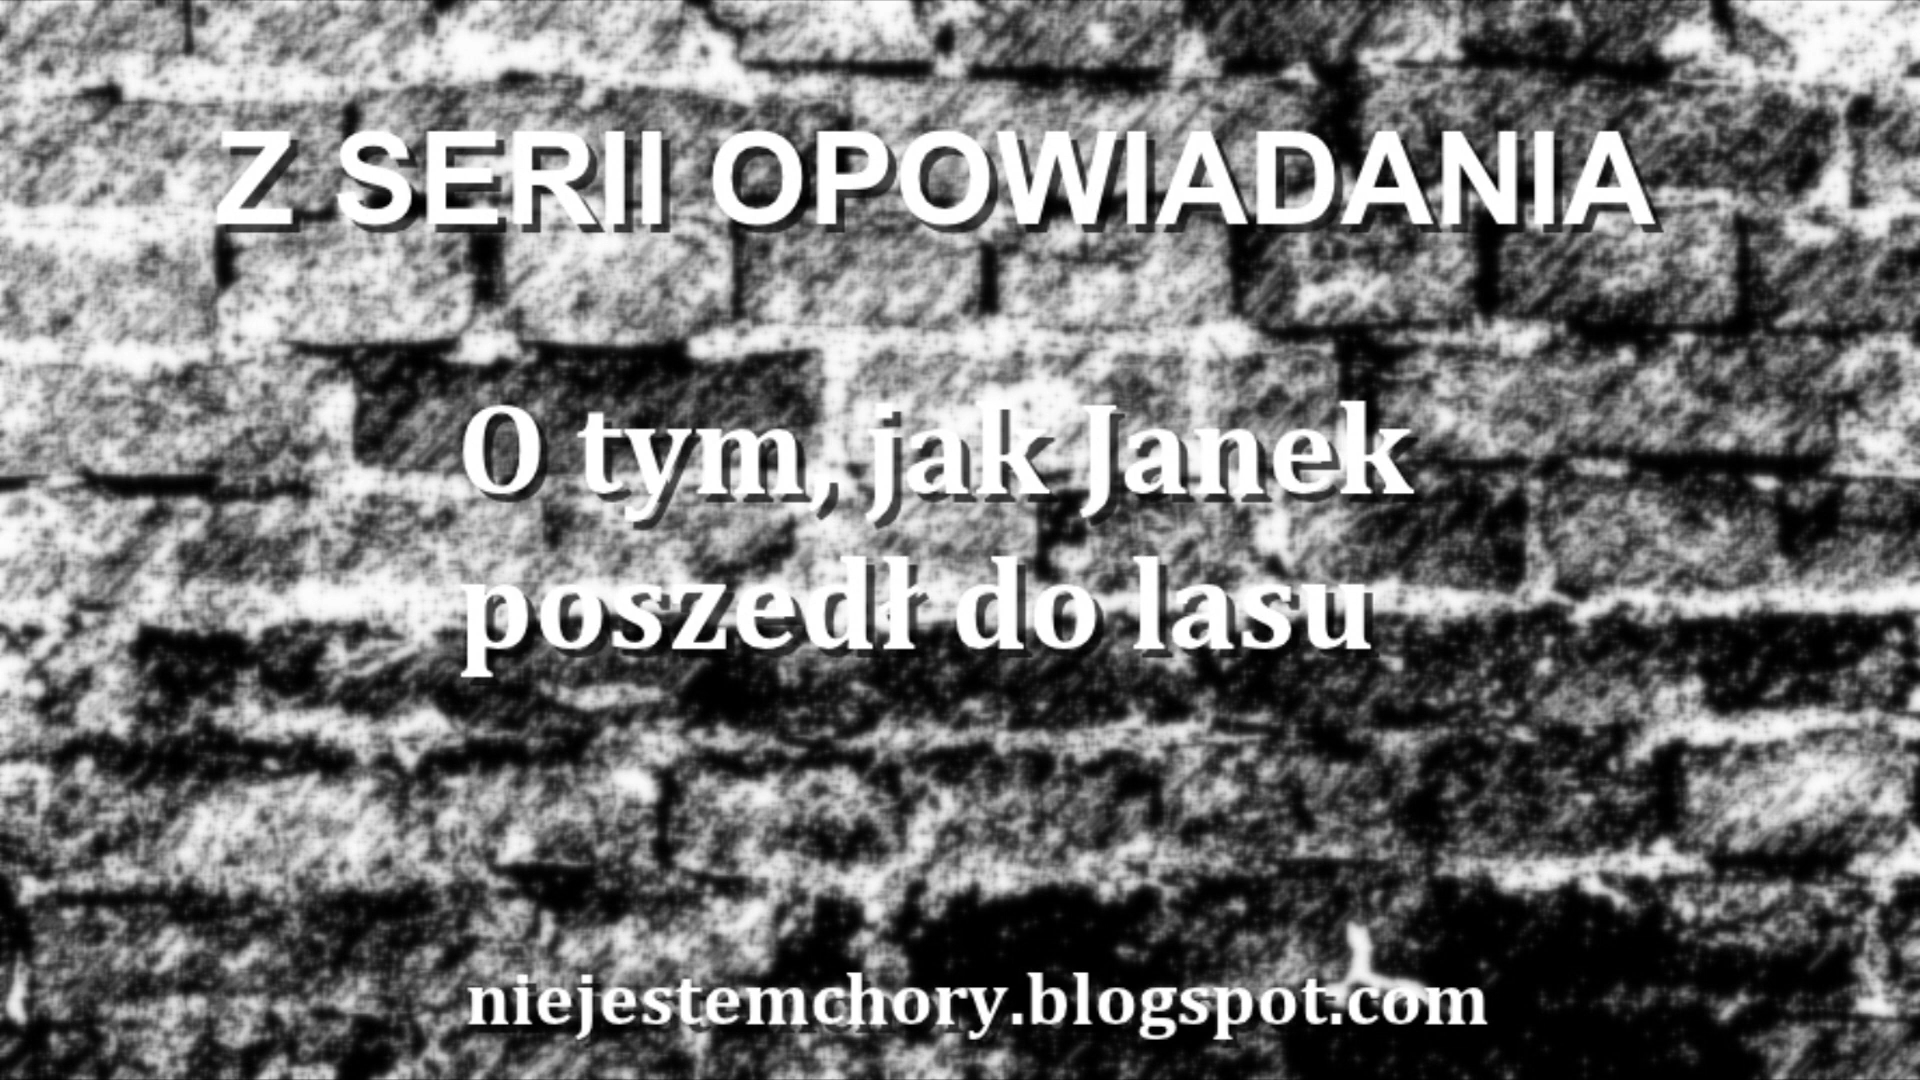 Z SERII OPOWIADANIA
O tym, jak Janek
poszedł do lasu
niejestemchory.blogspot.com